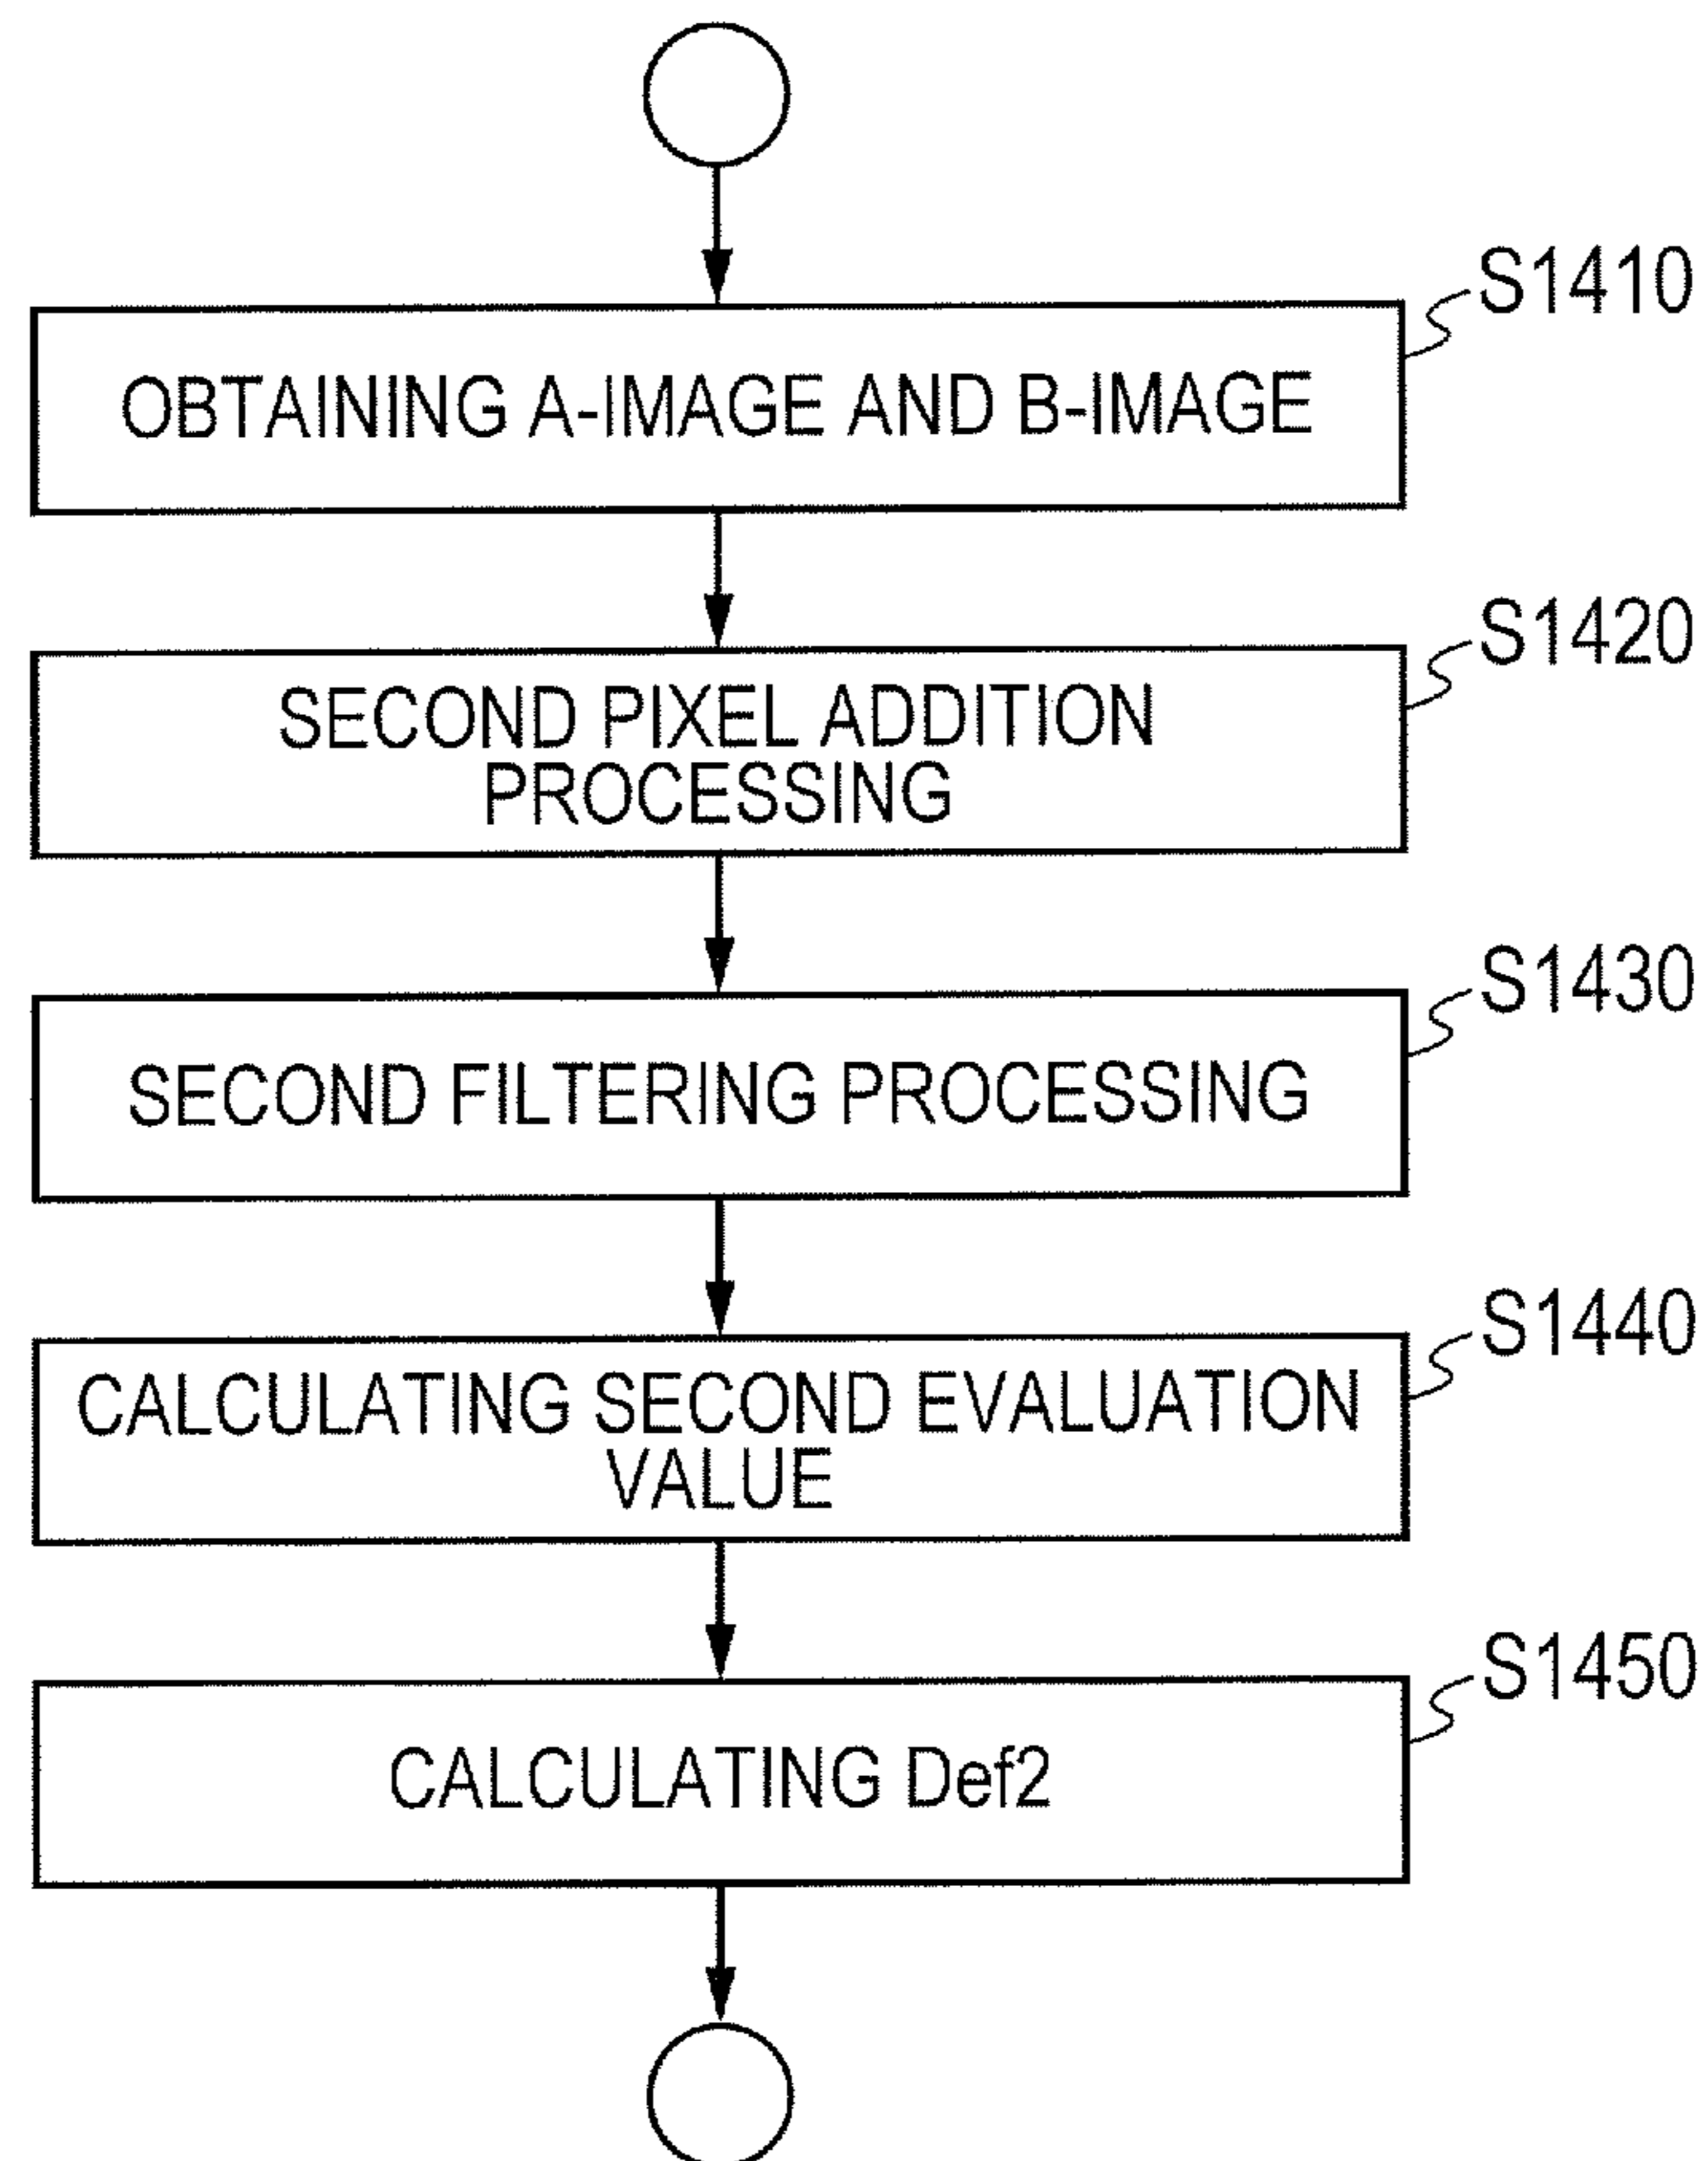 S1410
OBTAINING A-IMAGE AND B-IMAGE
S1420
SECOND PIXEL ADDITION
PROCESSING
S1430
SECOND FILTERING PROCESSING
S1440
CALCULATING SECOND EVALUATION
VALUE
S1450
CALCULATING Def2